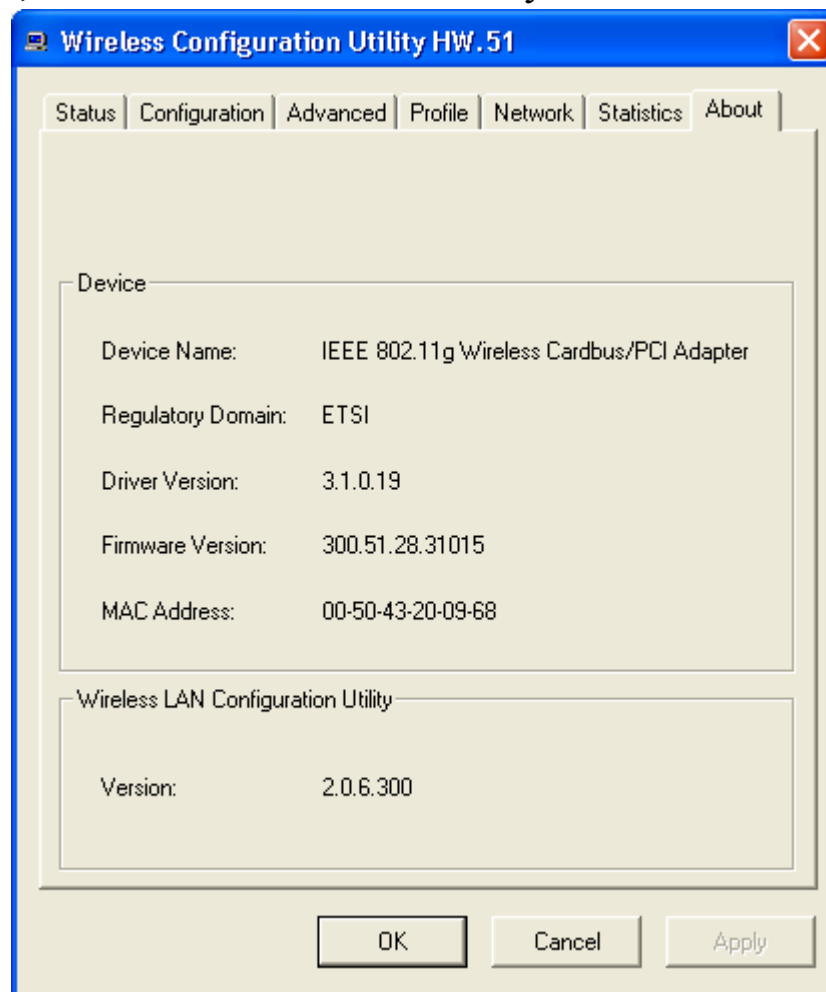 Wireless Configuration Utility HW.51
Status Configuration Advanced Profile Network Statistics About
Device
Device Name: IEEE 802.11g Wireless Cardbus/PCI Adapter
Regulatory Domain: ETSI
Driver Version: 3.1.0.19
Firmware Version: 300.51.28.31015
MAC Address: 00-50-43-20-09-68
Wireless LAN Configuration Utility
Version: 2.0.6.300
OK Cancel Apply